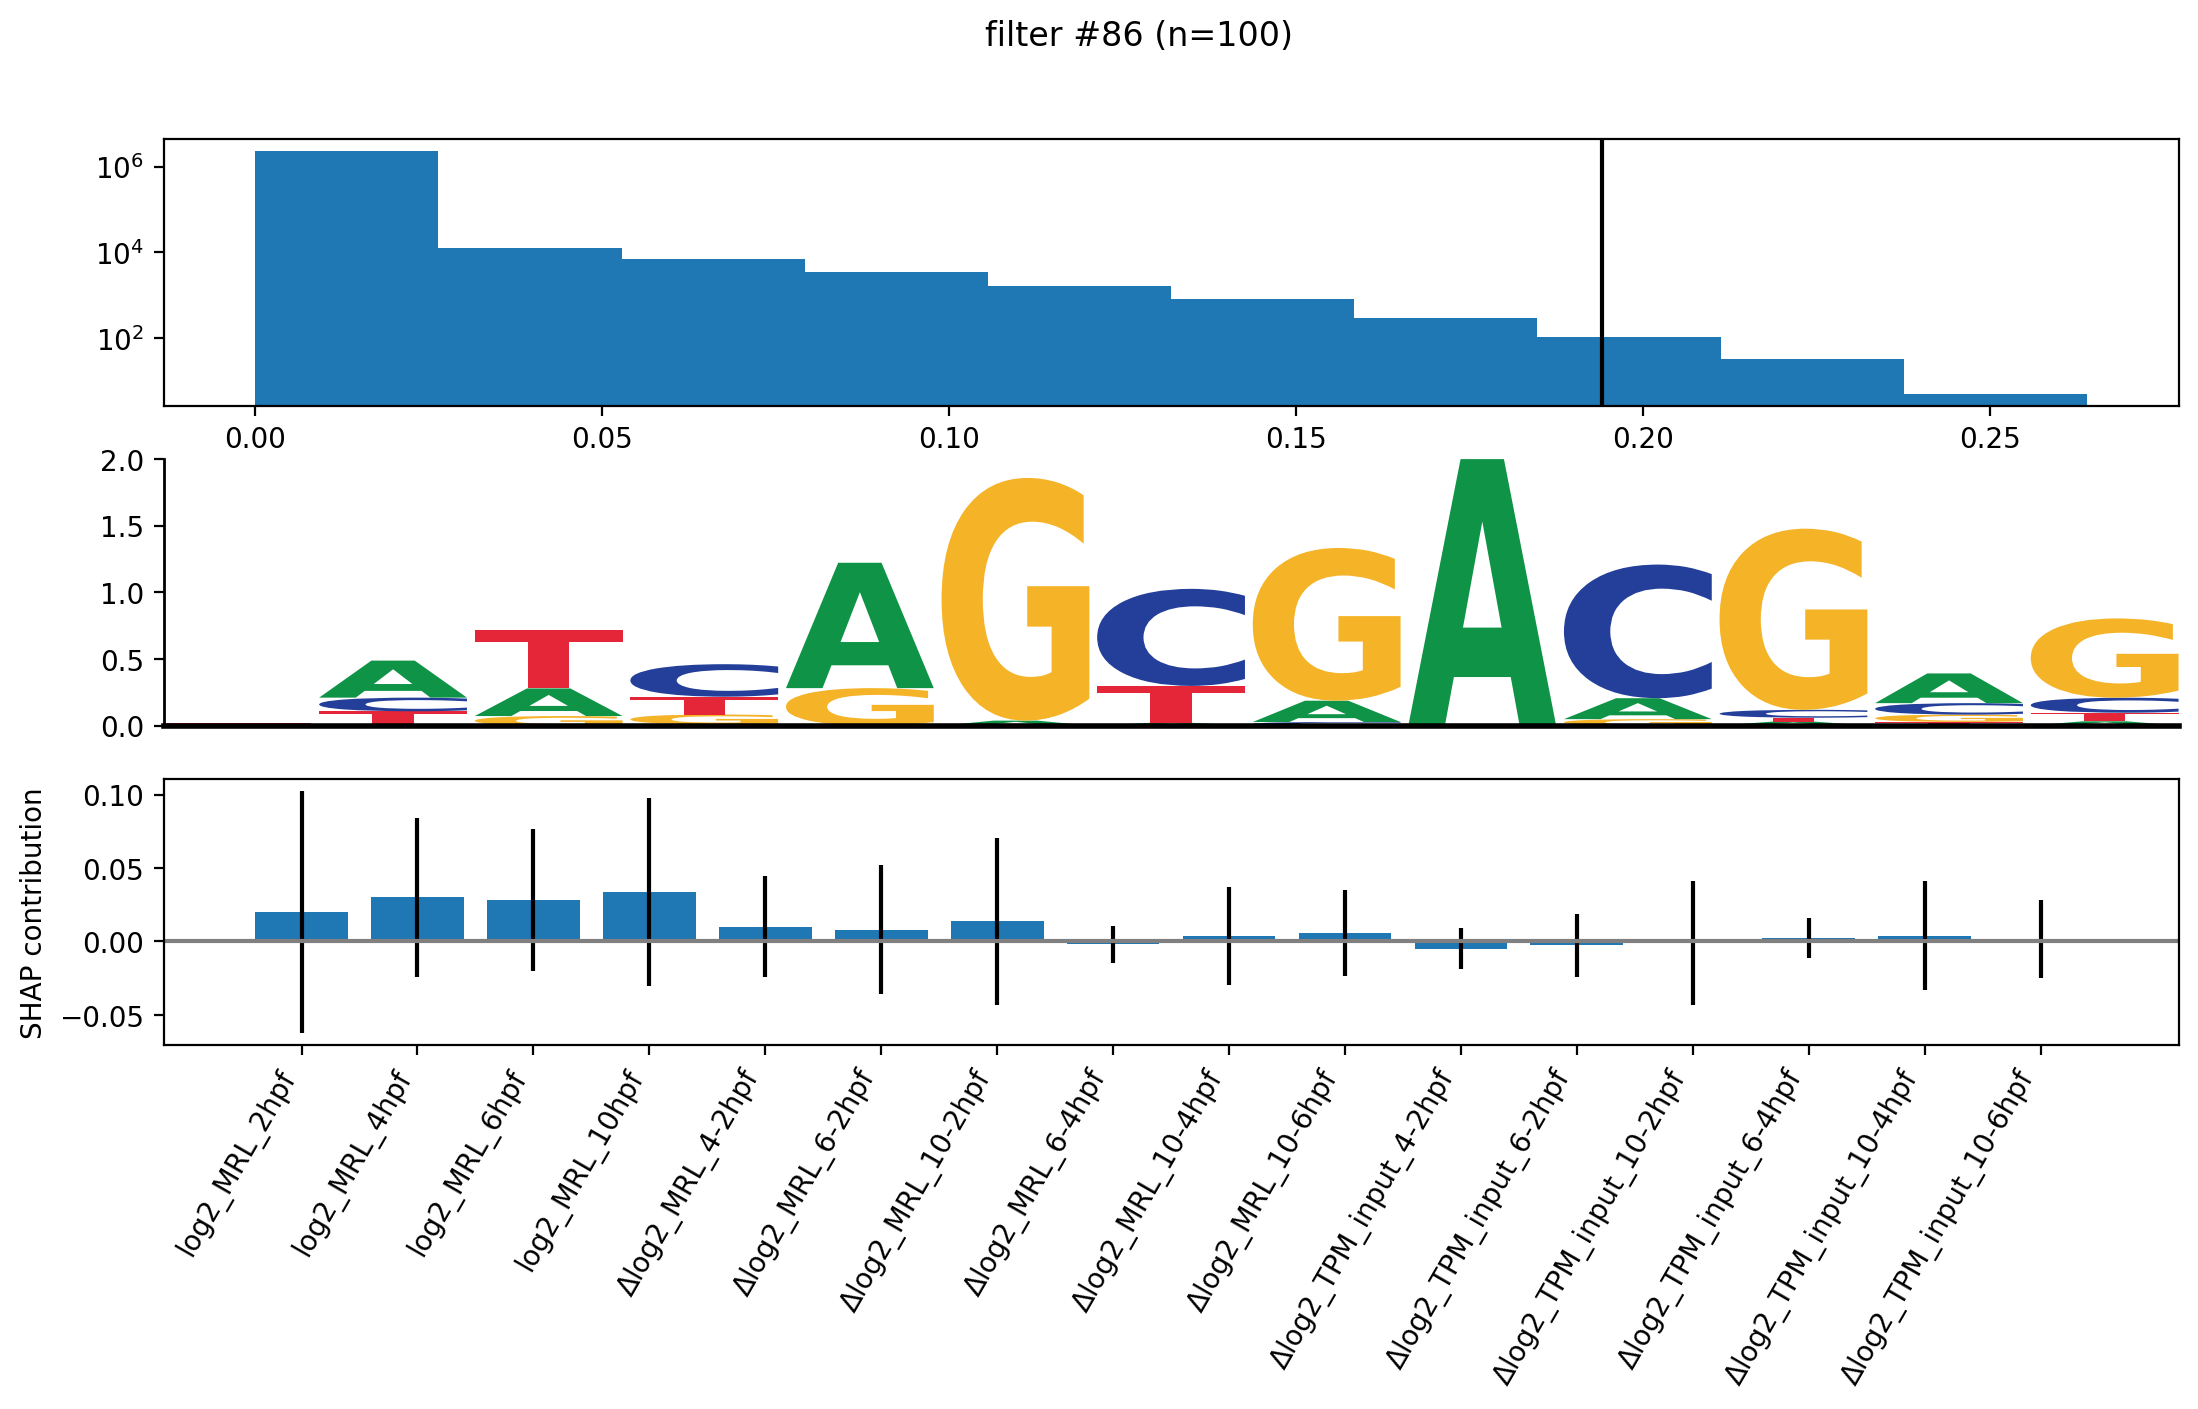 filter #86 (n=100)
10^6
10^4
10^2
0.00 0.05 0.10 0.15 0.20 0.25
2.0
1.5
1.0
0.5
0.0
A T C A G C G A C G A G
SHAP contribution
0.10
0.05
0.00
−0.05
log2_MRL_2hpf
log2_MRL_4hpf
log2_MRL_6hpf
log2_MRL_10hpf
Δlog2_MRL_4-2hpf
Δlog2_MRL_6-2hpf
Δlog2_MRL_10-2hpf
Δlog2_MRL_6-4hpf
Δlog2_MRL_10-4hpf
Δlog2_MRL_10-6hpf
Δlog2_TPM_input_4-2hpf
Δlog2_TPM_input_6-2hpf
Δlog2_TPM_input_10-2hpf
Δlog2_TPM_input_6-4hpf
Δlog2_TPM_input_10-4hpf
Δlog2_TPM_input_10-6hpf